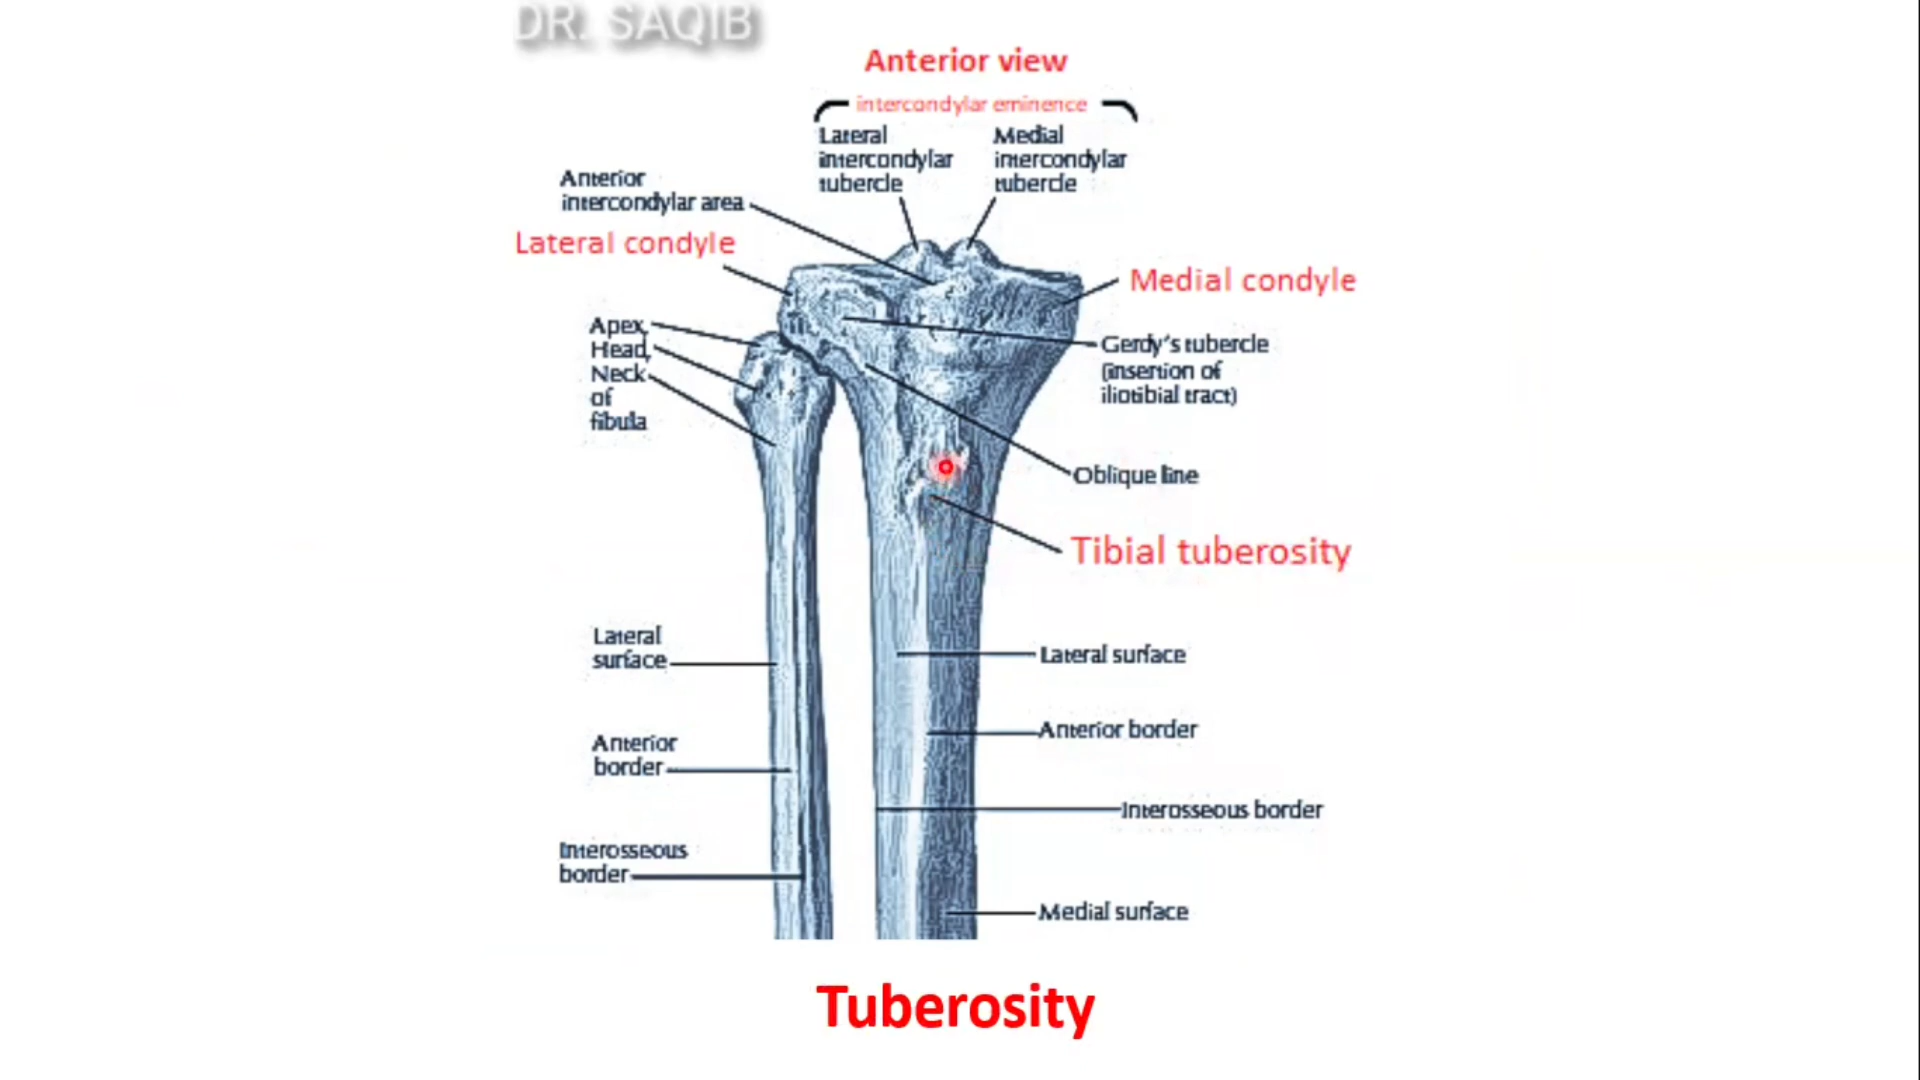 DR. SAQIB
Anterior view
intercondylar eminence
Lateral
intercondylar
tubercle
Medial
intercondylar
tubercle
Anterior
intercondylar area
Lateral condyle
Medial condyle
Apex
Head
Neck
of
fibula
Gerdy's tubercle
(insertion of
iliotibial tract)
Oblique line
Tibial tuberosity
Lateral
surface
Lateral surface
Anterior
border
Anterior border
Interosseous border
Interosseous
border
Medial surface
Tuberosity